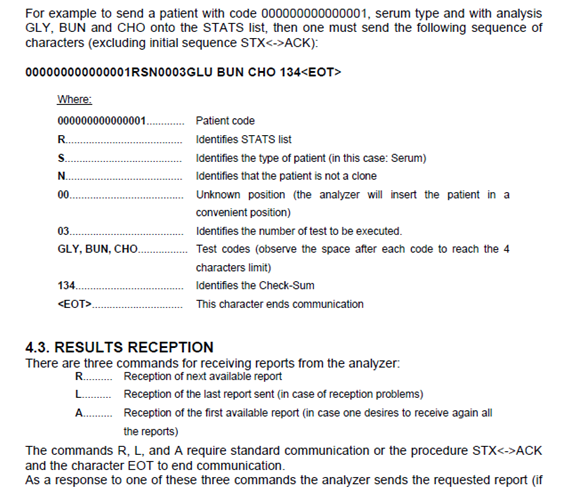 For example to send a patient with code 000000000000001, serum type and with analysis
GLY, BUN and CHO onto the STATS list, then one must send the following sequence of
characters (excluding initial sequence STX<->ACK):
000000000000001RSN0003GLU BUN CHO 134<EOT>
Where:
000000000000001............. Patient code
R....................................... Identifies STATS list
S....................................... Identifies the type of patient (in this case: Serum)
N....................................... Identifies that the patient is not a clone
00...................................... Unknown position (the analyzer will insert the patient in a
convenient position)
03...................................... Identifies the number of test to be executed.
GLY, BUN, CHO................. Test codes (observe the space after each code to reach the 4
characters limit)
134.................................... Identifies the Check-Sum
<EOT>.............................. This character ends communication
4.3. RESULTS RECEPTION
There are three commands for receiving reports from the analyzer:
R.......... Reception of next available report
L.......... Reception of the last report sent (in case of reception problems)
A.......... Reception of the first available report (in case one desires to receive again all
the reports)
The commands R, L, and A require standard communication or the procedure STX<->ACK
and the character EOT to end communication.
As a response to one of these three commands the analyzer sends the requested report (if